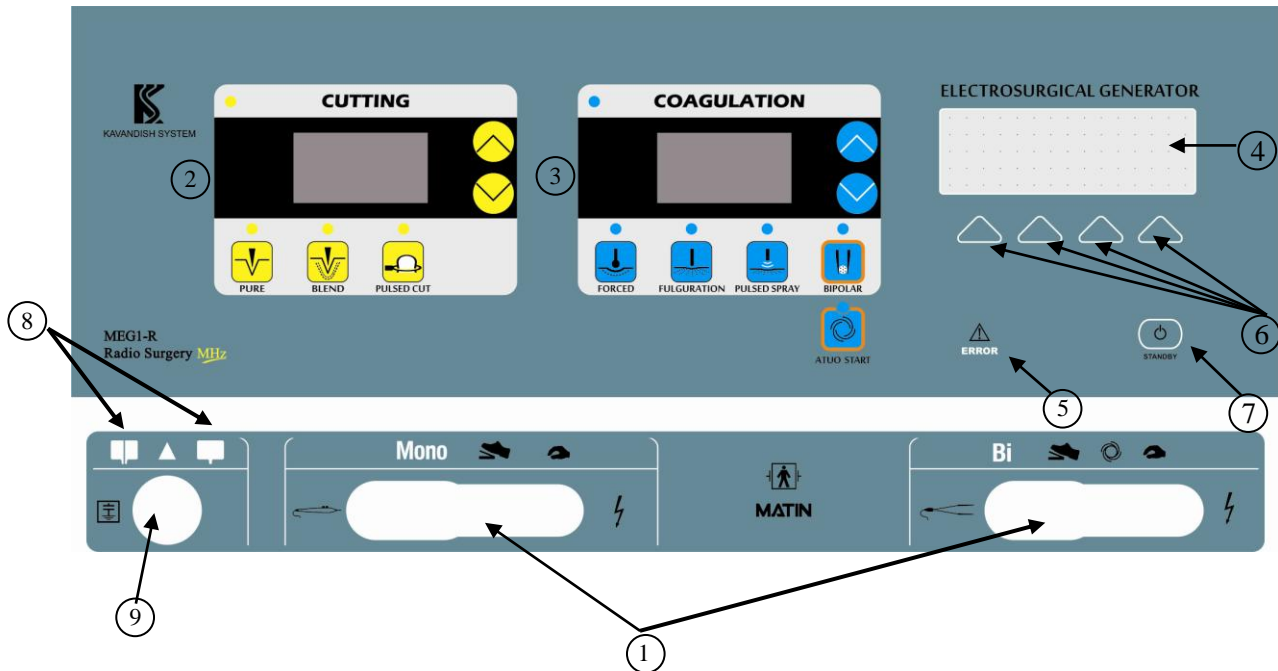 CUTTING
COAGULATION
ELECTROSURGICAL GENERATOR
KAVANDISH SYSTEM
2
3
4
PURE
BLEND
PULSED CUT
FORCED
FULGURATION
PULSED SPRAY
BIPOLAR
8
MEG1-R
Radio Surgery MHz
ATUO START
ERROR
STANDBY
6
5
7
Mono
Bi
MATIN
9
1